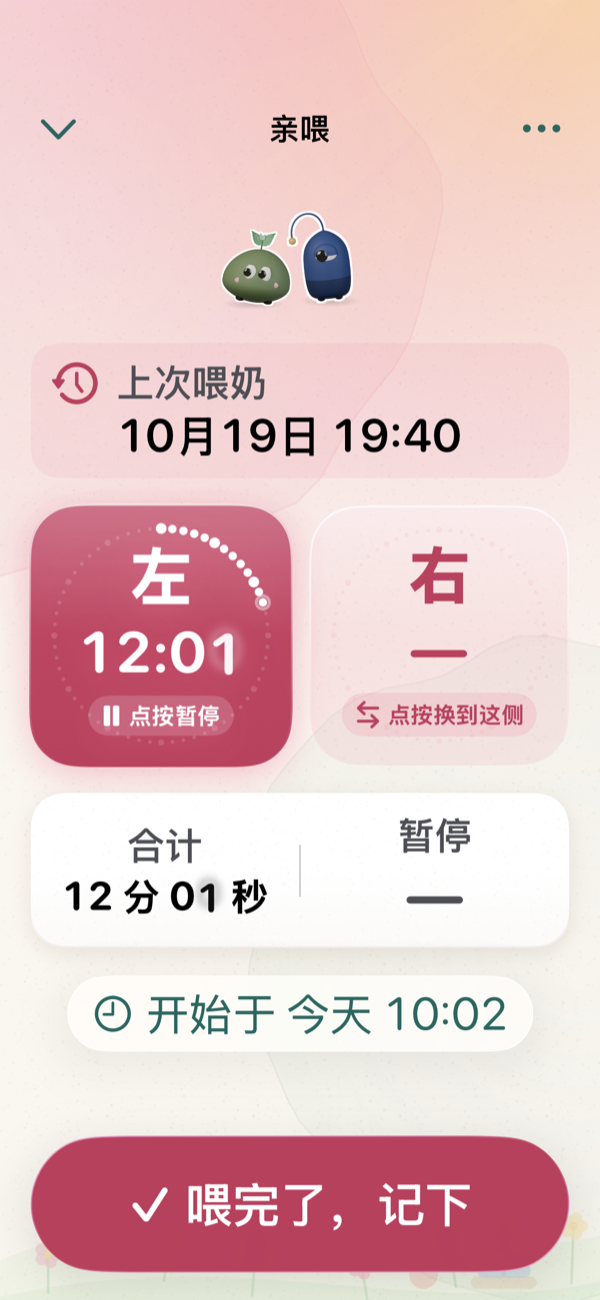 亲喂
上次喂奶
10月19日 19:40
左
12:01
点按暂停
右
—
点按换到这侧
合计
12 分 01 秒
暂停
—
开始于 今天 10:02
喂完了，记下